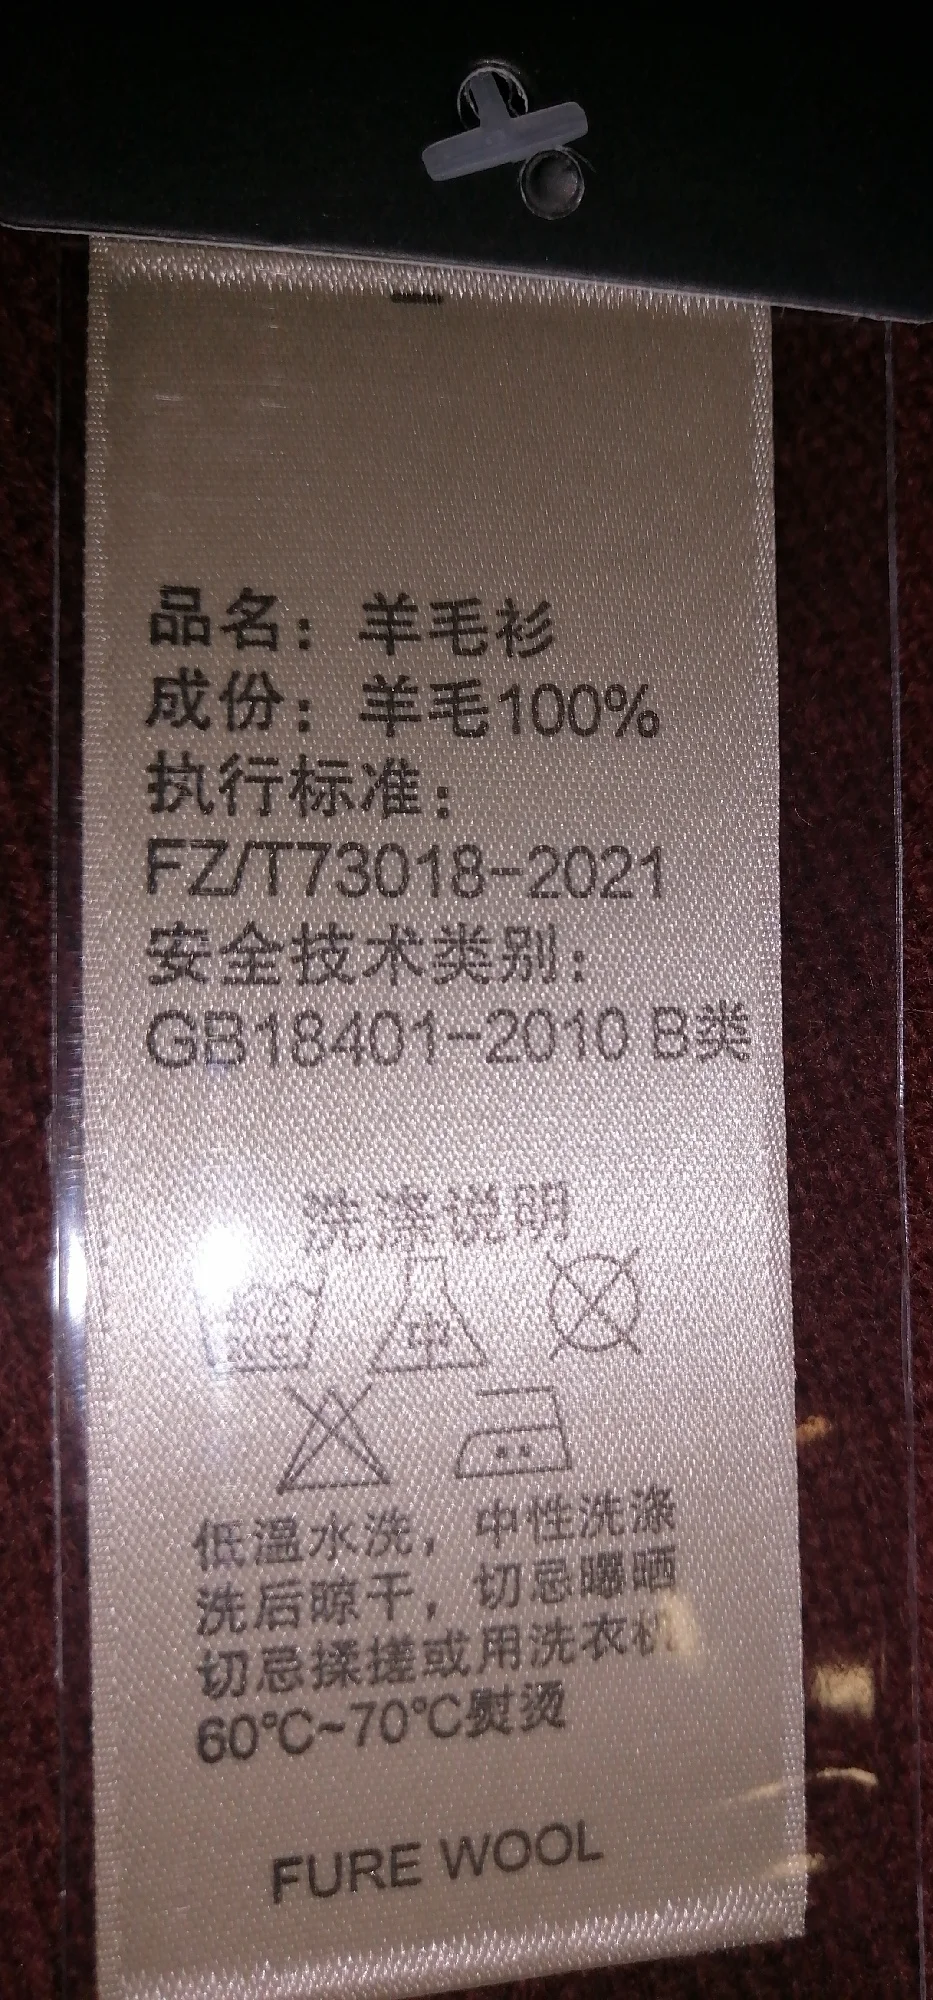 品名：羊毛衫
成份：羊毛100%
执行标准：
FZ/T73018-2021
安全技术类别：
GB18401-2010 B类
洗涤说明
中
低温水洗，中性洗涤
洗后晾干，切忌曝晒
切忌揉搓或用洗衣机
60℃~70℃熨烫
FURE WOOL